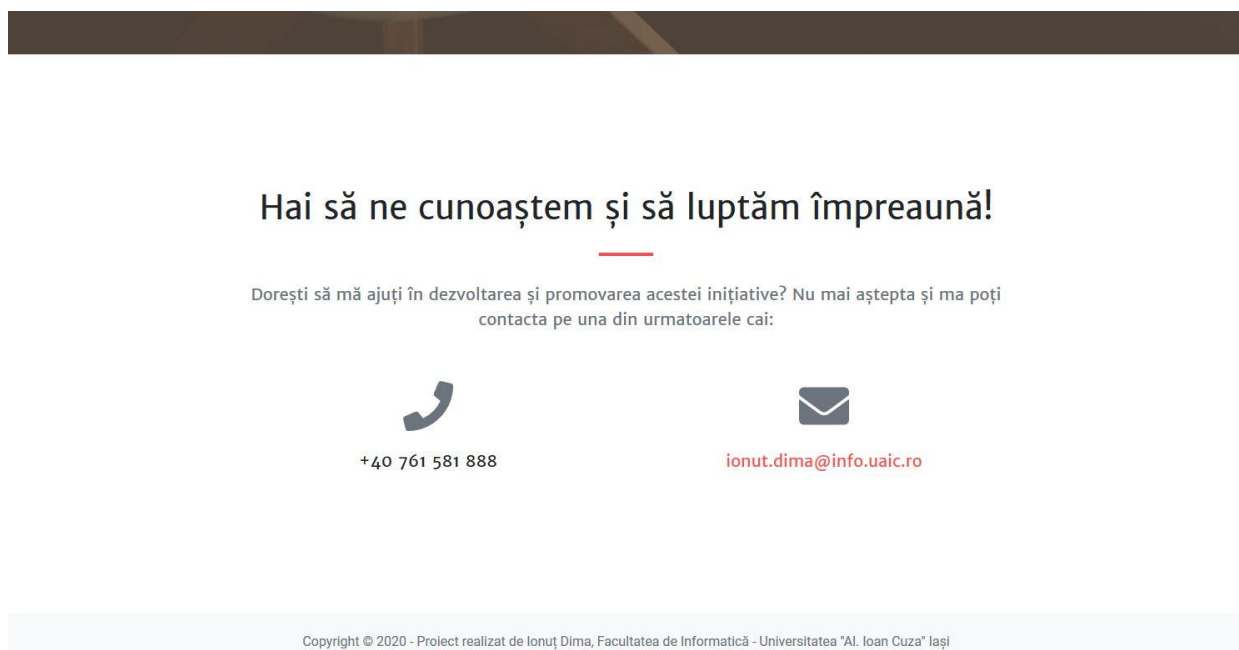 Hai să ne cunoaștem și să luptăm împreaună!
Dorești să mă ajuți în dezvoltarea și promovarea acestei inițiative? Nu mai aștepta și ma poți
contacta pe una din urmatoarele cai:
+40 761 581 888
ionut.dima@info.uaic.ro
Copyright © 2020 - Proiect realizat de Ionuț Dima, Facultatea de Informatică - Universitatea "Al. Ioan Cuza" Iași